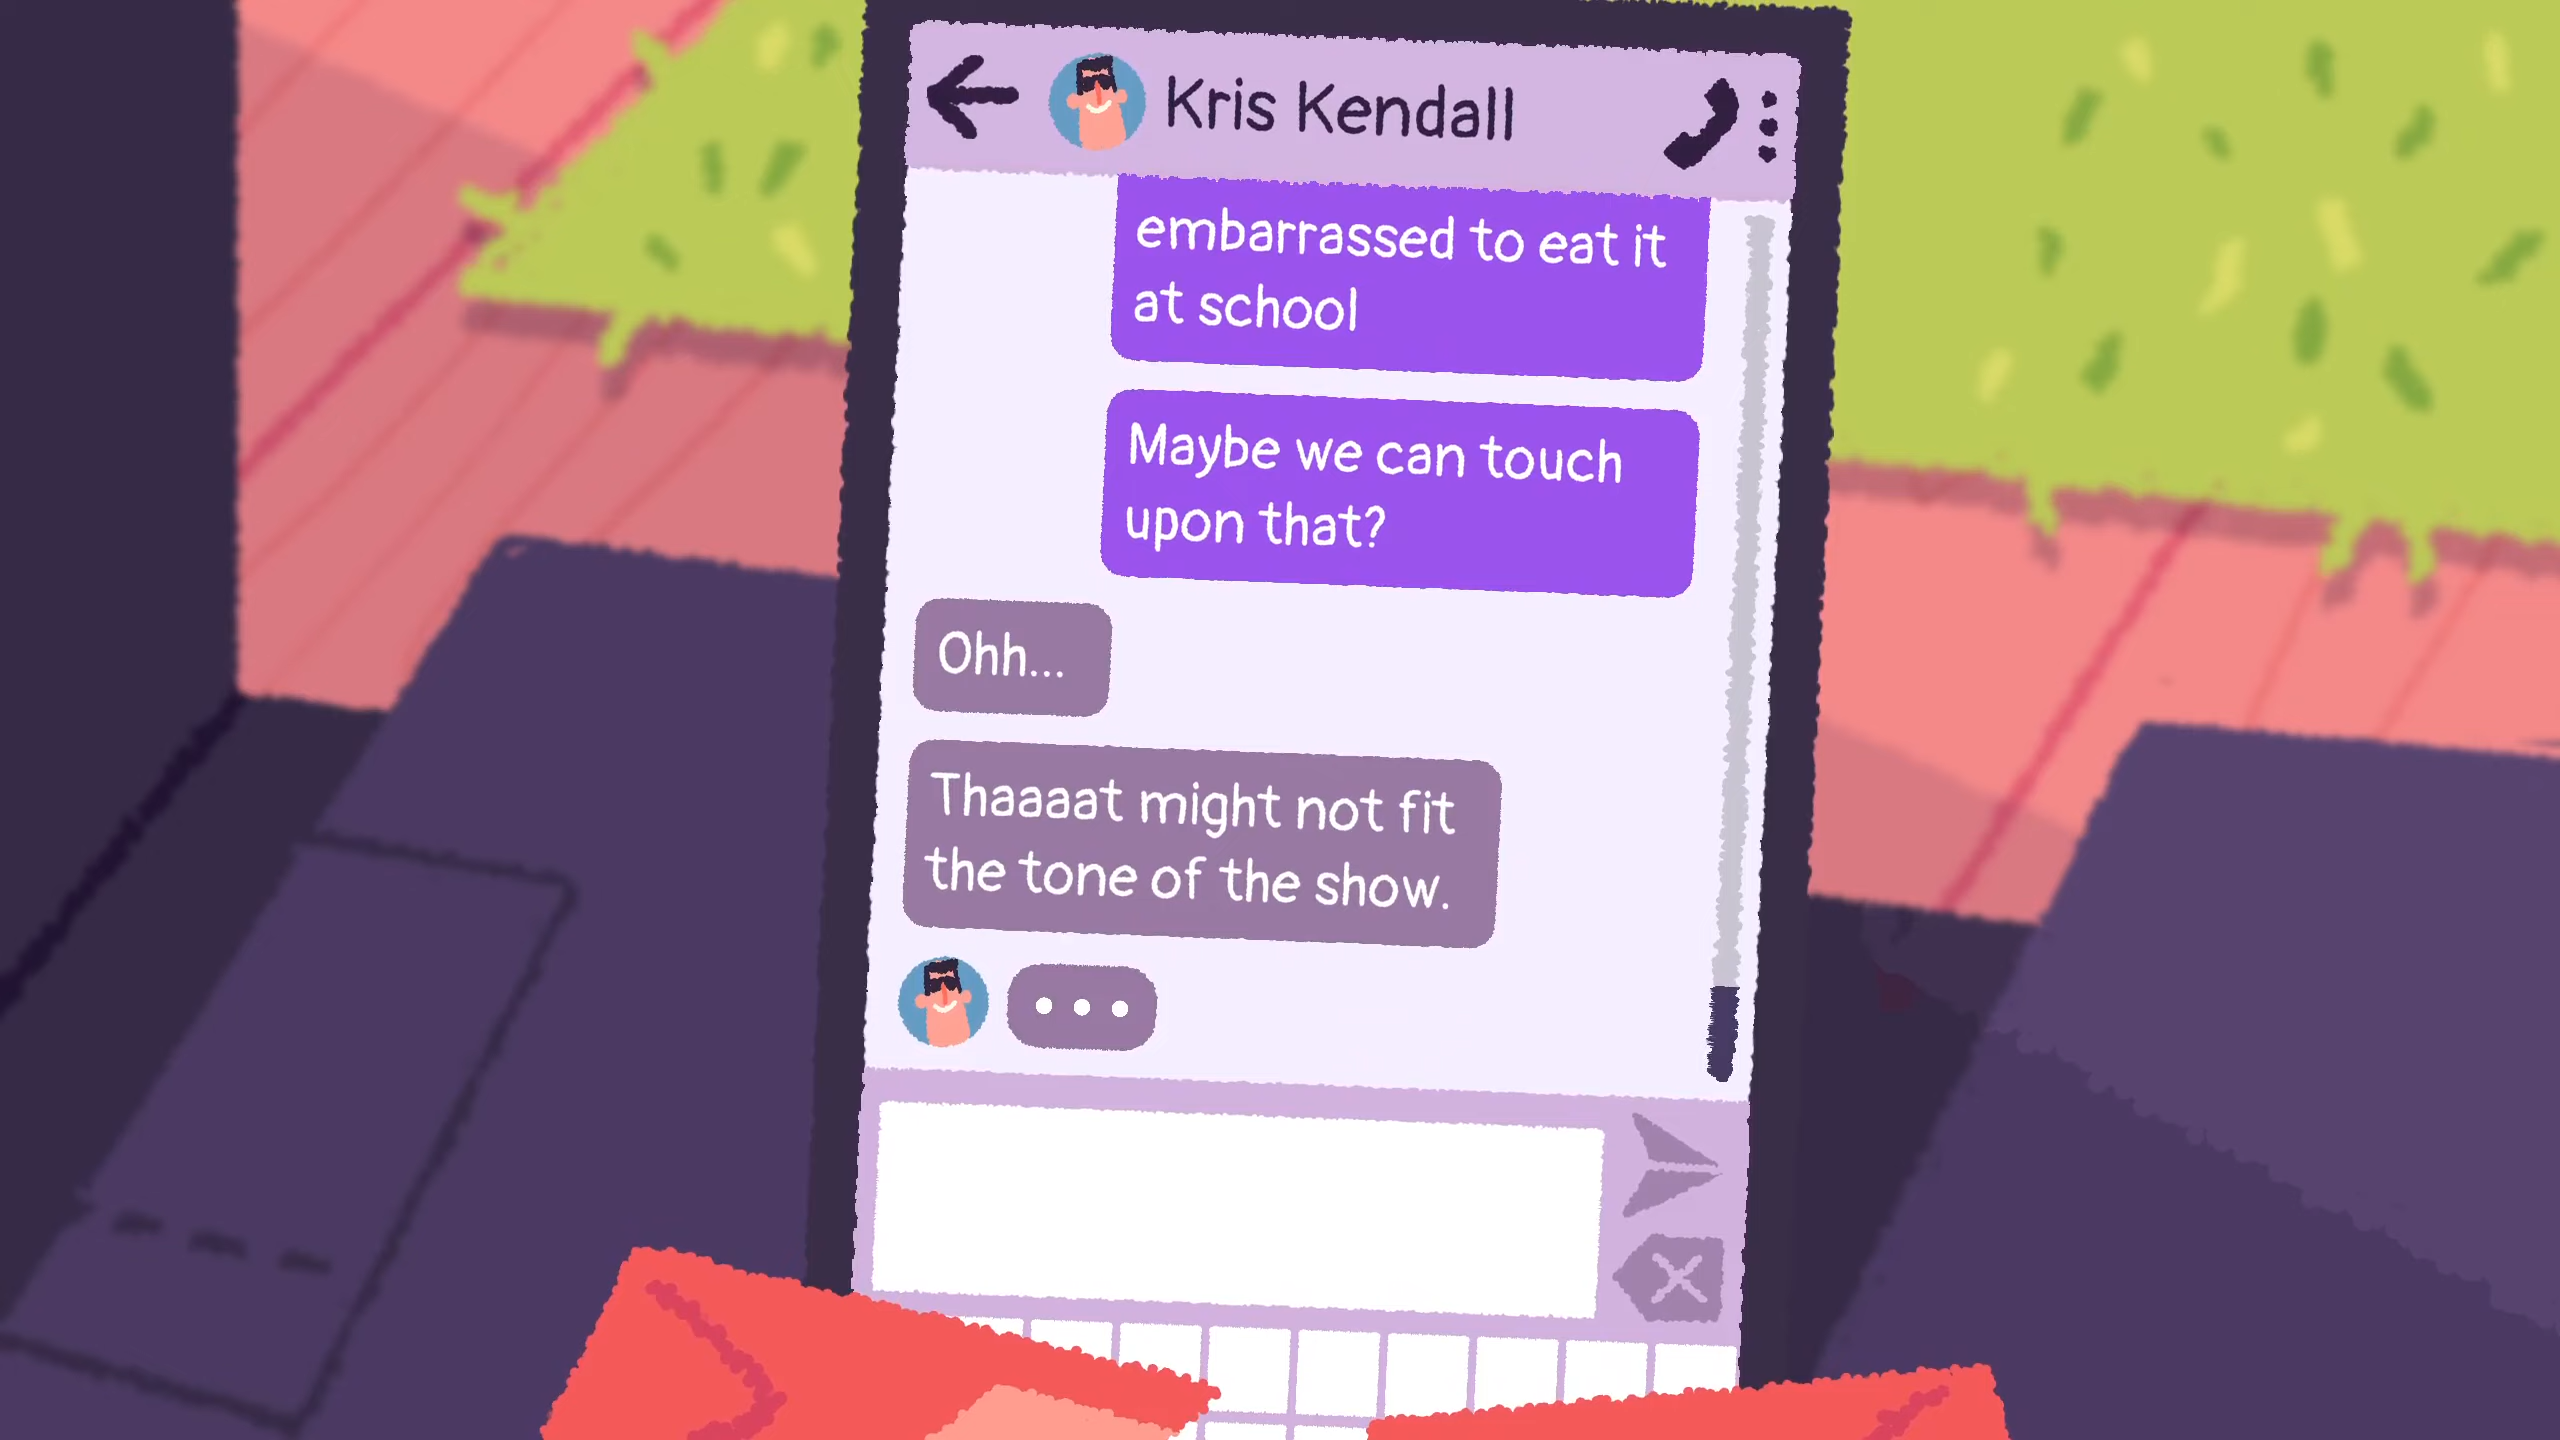 Kris Kendall
embarrassed to eat it
at school
Maybe we can touch
upon that?
Ohh...
Thaaaat might not fit
the tone of the show.